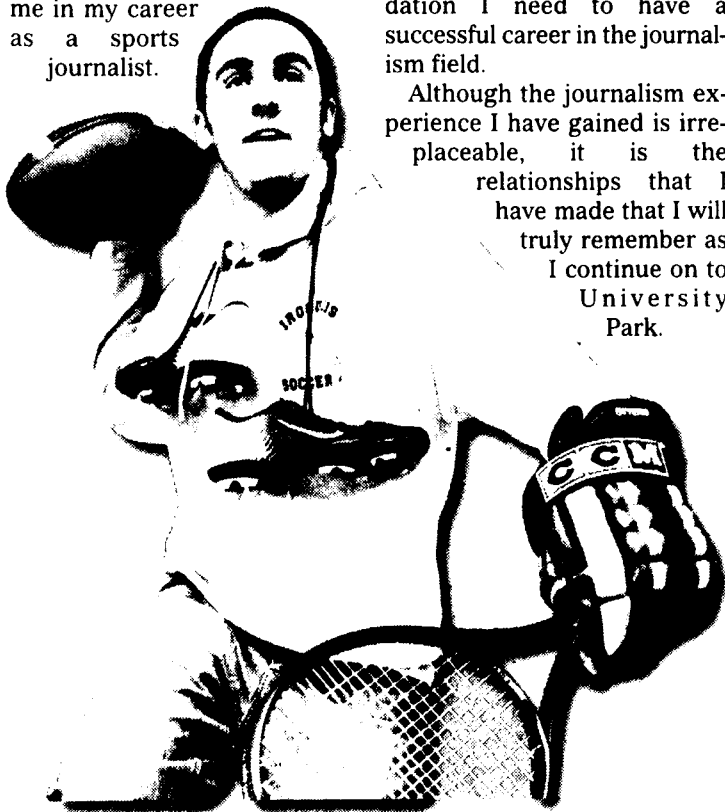 me in my career
as a sports
journalist.
dation I need to have a
successful career in the journal-
ism field.
Although the journalism ex-
perience I have gained is irre-
placeable, it is the
relationships that I
have made that I will
truly remember as
I continue on to
University
Park.
SOCCER
CCM